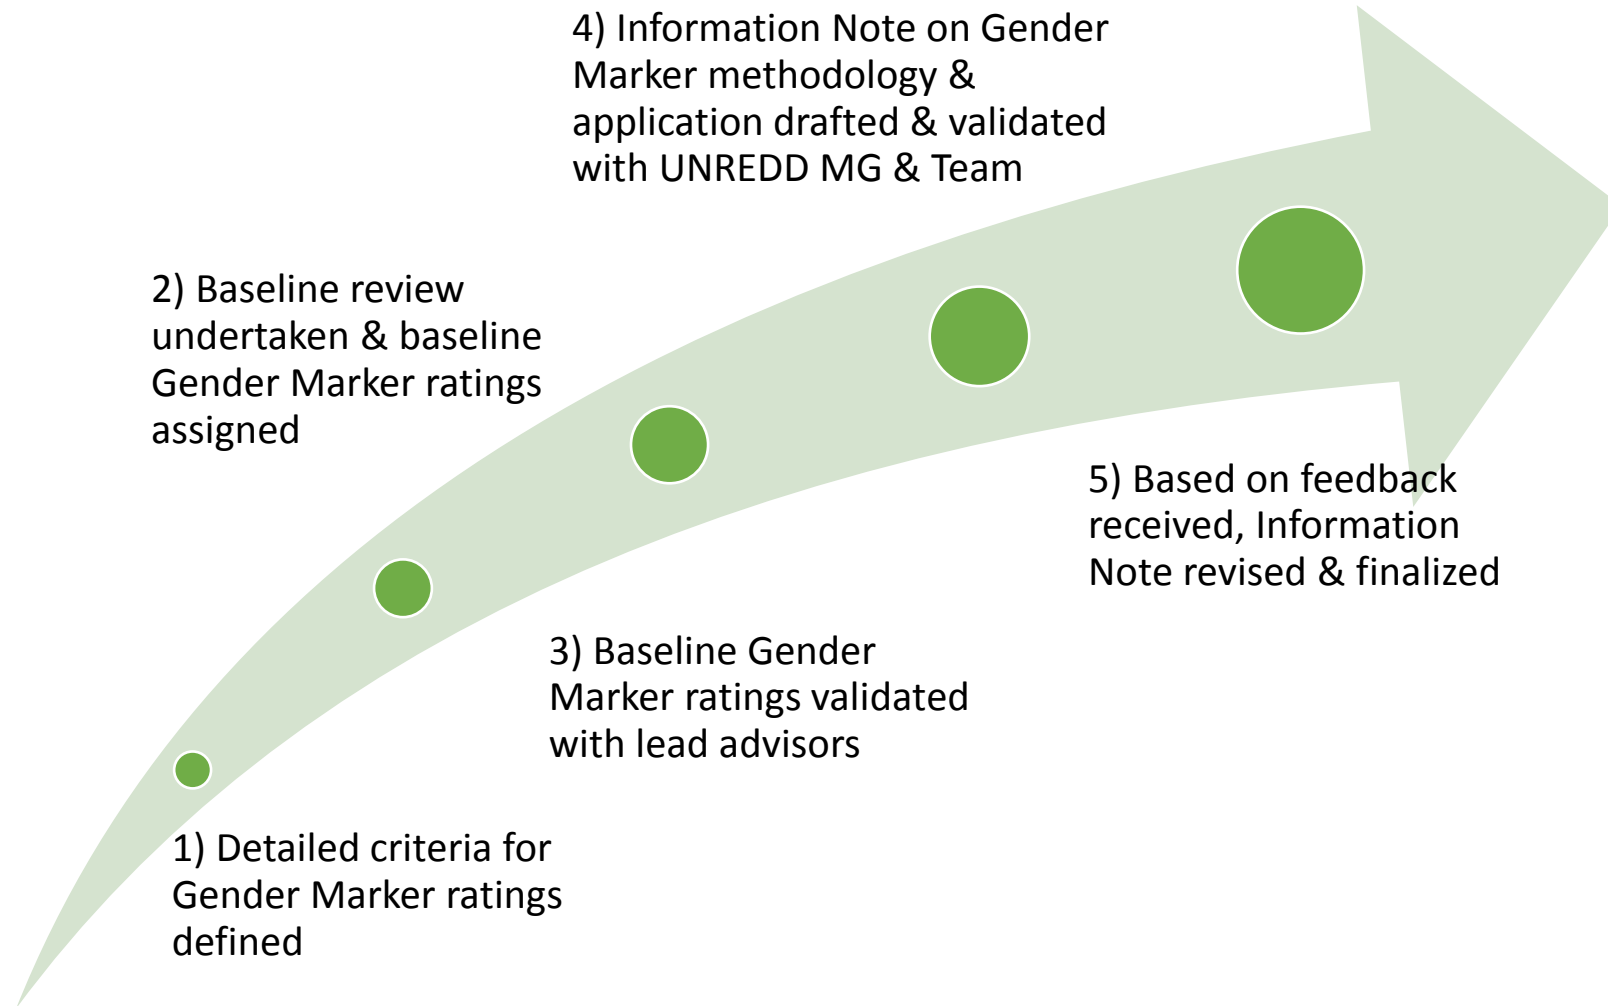 4) Information Note on Gender
Marker methodology &
application drafted & validated
with UNREDD MG & Team
2) Baseline review
undertaken & baseline
Gender Marker ratings
assigned
5) Based on feedback
received, Information
Note revised & finalized
3) Baseline Gender
Marker ratings validated
with lead advisors
1) Detailed criteria for
Gender Marker ratings
defined